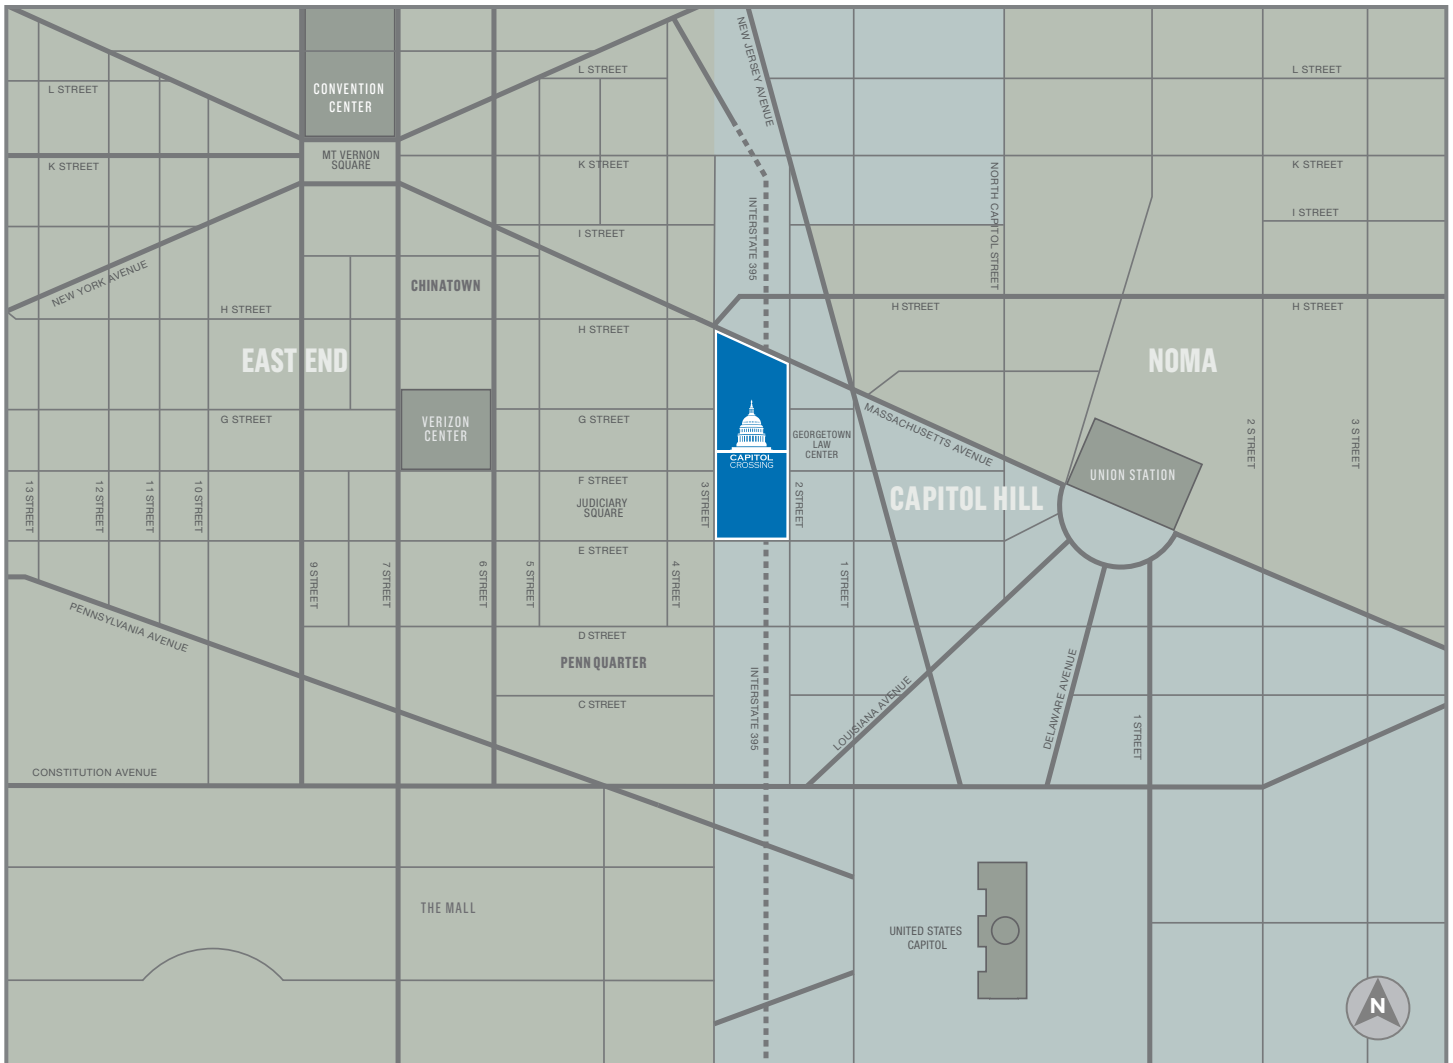 L STREET
CONVENTION
CENTER
L STREET
NEW JERSEY AVENUE
L STREET
K STREET
MT VERNON
SQUARE
K STREET
INTERSTATE 395
NORTH CAPITOL STREET
K STREET
I STREET
I STREET
NEW YORK AVENUE
CHINATOWN
H STREET
H STREET
H STREET
H STREET
EAST END
NOMA
G STREET
VERIZON
CENTER
G STREET
CAPITOL
CROSSING
GEORGETOWN
LAW
CENTER
MASSACHUSETTS AVENUE
2 STREET
3 STREET
UNION STATION
F STREET
JUDICIARY
SQUARE
CAPITOL HILL
13 STREET
12 STREET
11 STREET
10 STREET
3 STREET
2 STREET
E STREET
9 STREET
7 STREET
6 STREET
5 STREET
4 STREET
1 STREET
PENNSYLVANIA AVENUE
D STREET
PENN QUARTER
C STREET
INTERSTATE 395
LOUISIANA AVENUE
DELAWARE AVENUE
1 STREET
CONSTITUTION AVENUE
THE MALL
UNITED STATES
CAPITOL
N